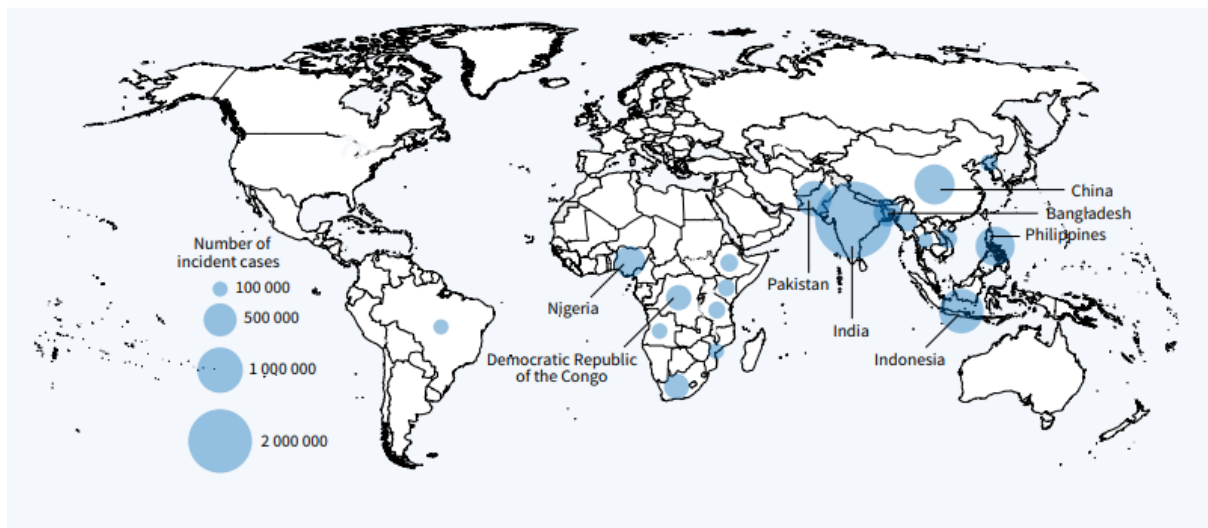 China
Bangladesh
Philippines
Number of
incident cases
100 000
500 000
1 000 000
2 000 000
Pakistan
Nigeria
India
Democratic Republic
of the Congo
Indonesia